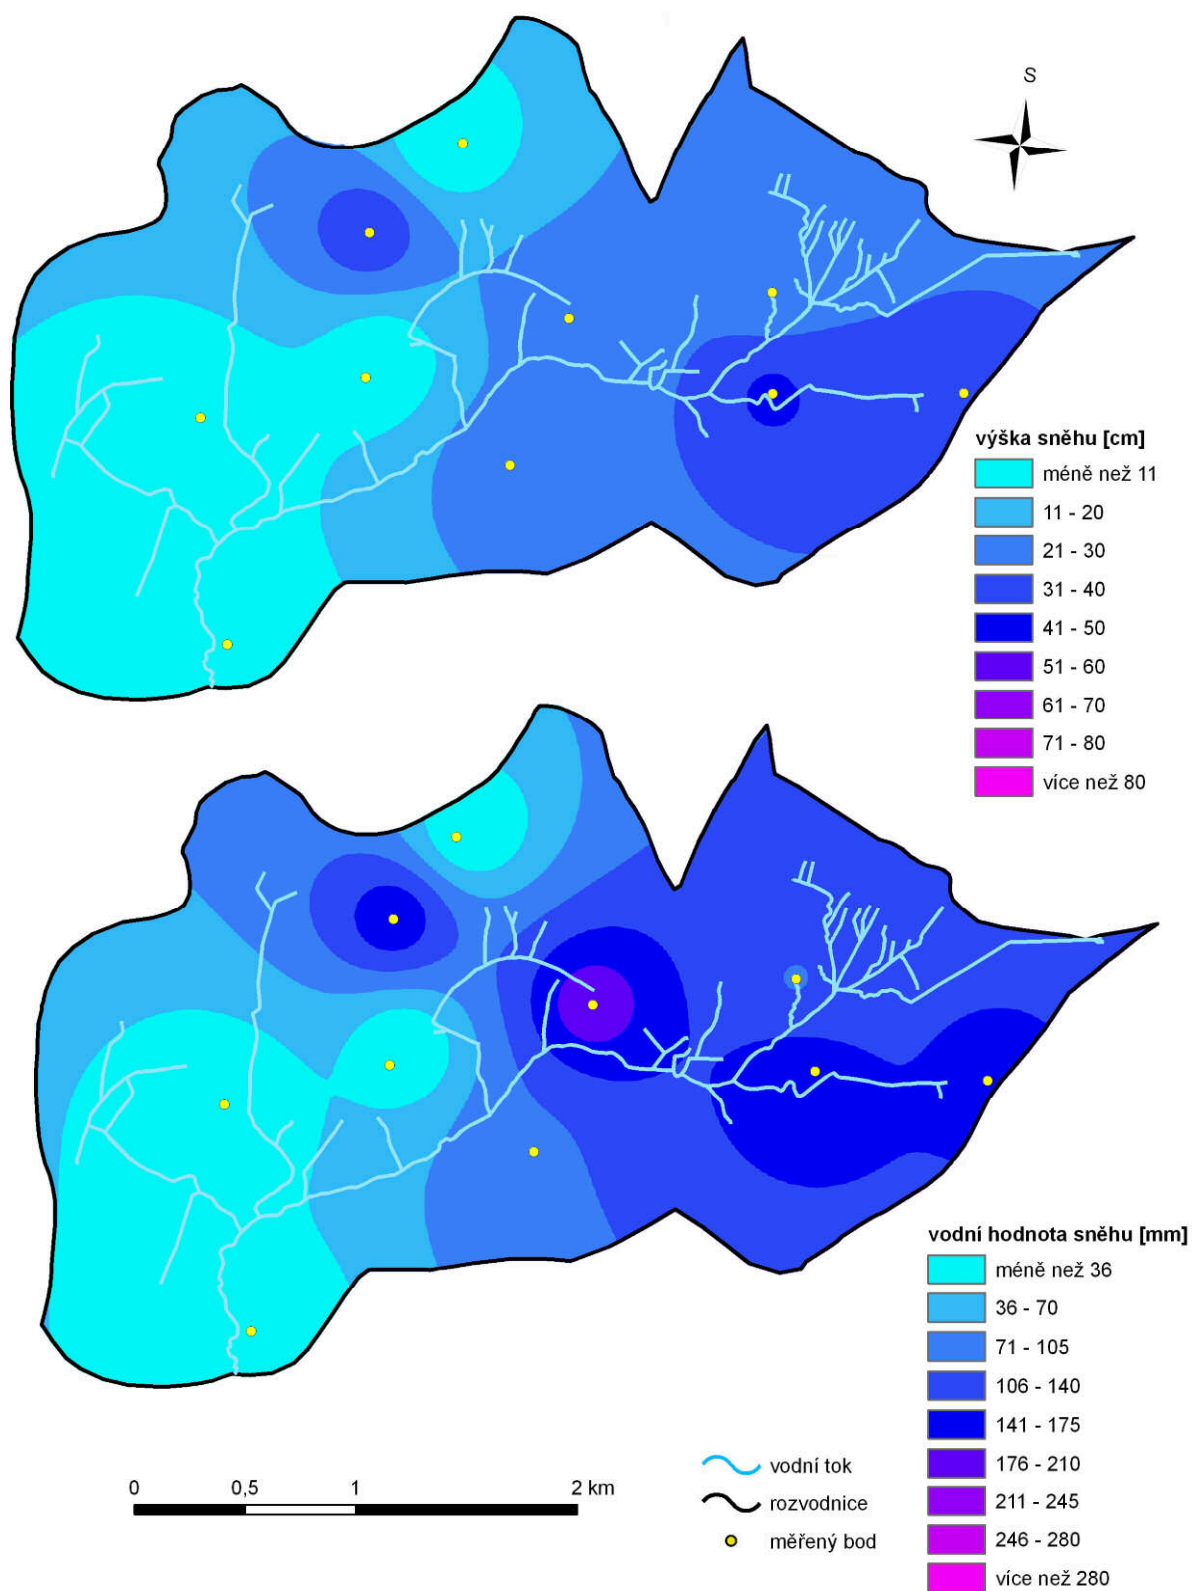 S
výška sněhu [cm]
méně než 11
11 - 20
21 - 30
31 - 40
41 - 50
51 - 60
61 - 70
71 - 80
více než 80
vodní hodnota sněhu [mm]
méně než 36
36 - 70
71 - 105
106 - 140
141 - 175
176 - 210
211 - 245
246 - 280
více než 280
0 0,5 1 2 km
vodní tok
rozvodnice
měřený bod